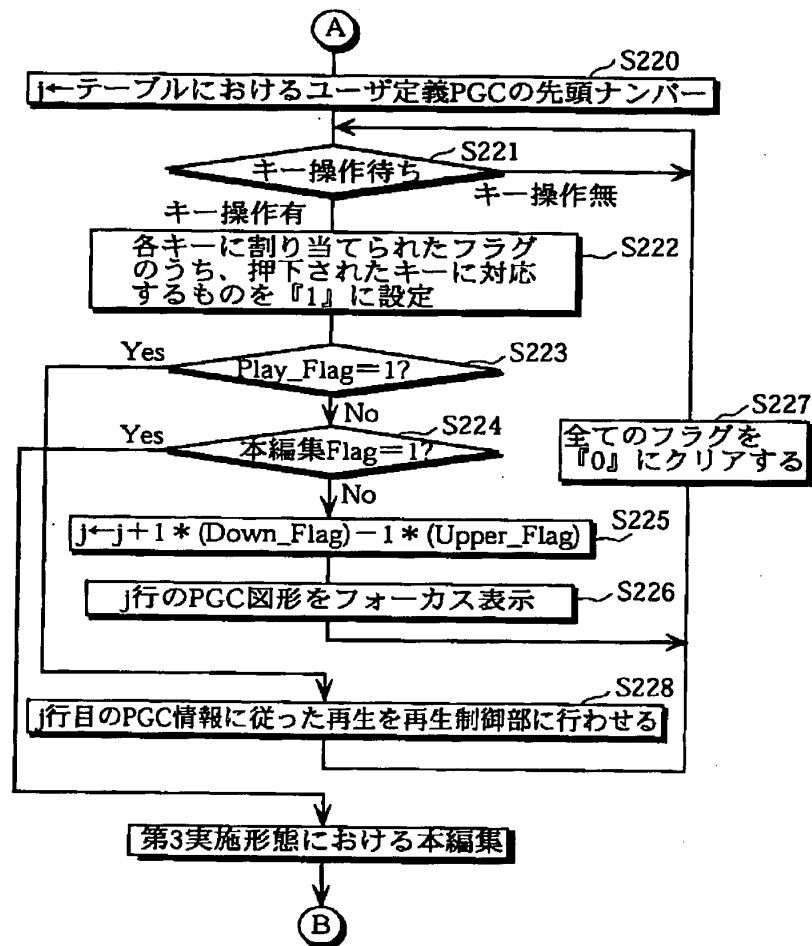 A
S220
j←テーブルにおけるユーザ定義PGCの先頭ナンバー
S221
キー操作待ち
キー操作無
キー操作有
S222
各キーに割り当てられたフラグ
のうち、押下されたキーに対応
するものを『1』に設定
Yes
S223
Play_Flag=1?
No
S224
Yes
本編集Flag=1?
No
S227
全てのフラグを
『0』にクリアする
j←j+1*(Down_Flag)-1*(Upper_Flag)
S225
j行のPGC図形をフォーカス表示
S226
S228
j行目のPGC情報に従った再生を再生制御部に行わせる
第3実施形態における本編集
B